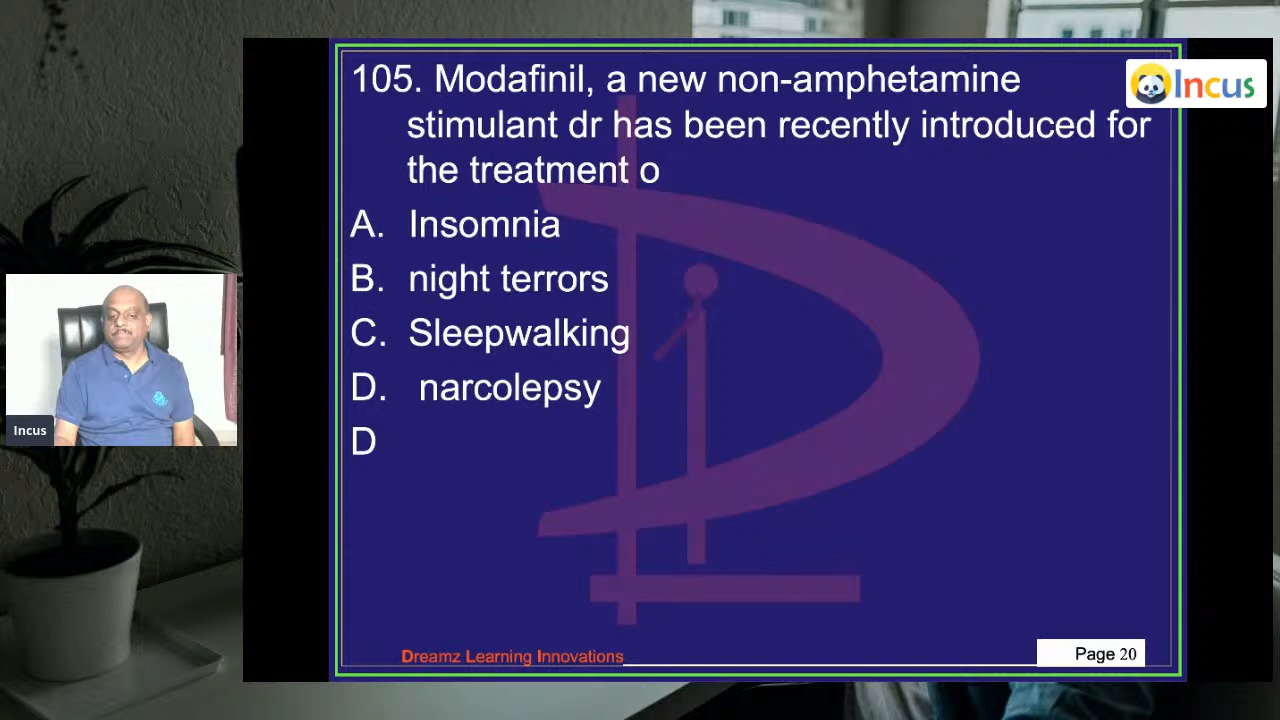 105. Modafinil, a new non-amphetamine
stimulant dr has been recently introduced for
the treatment o
A. Insomnia
B. night terrors
C. Sleepwalking
D. narcolepsy
D
Incus
Incus
Dreamz Learning Innovations
Page 20